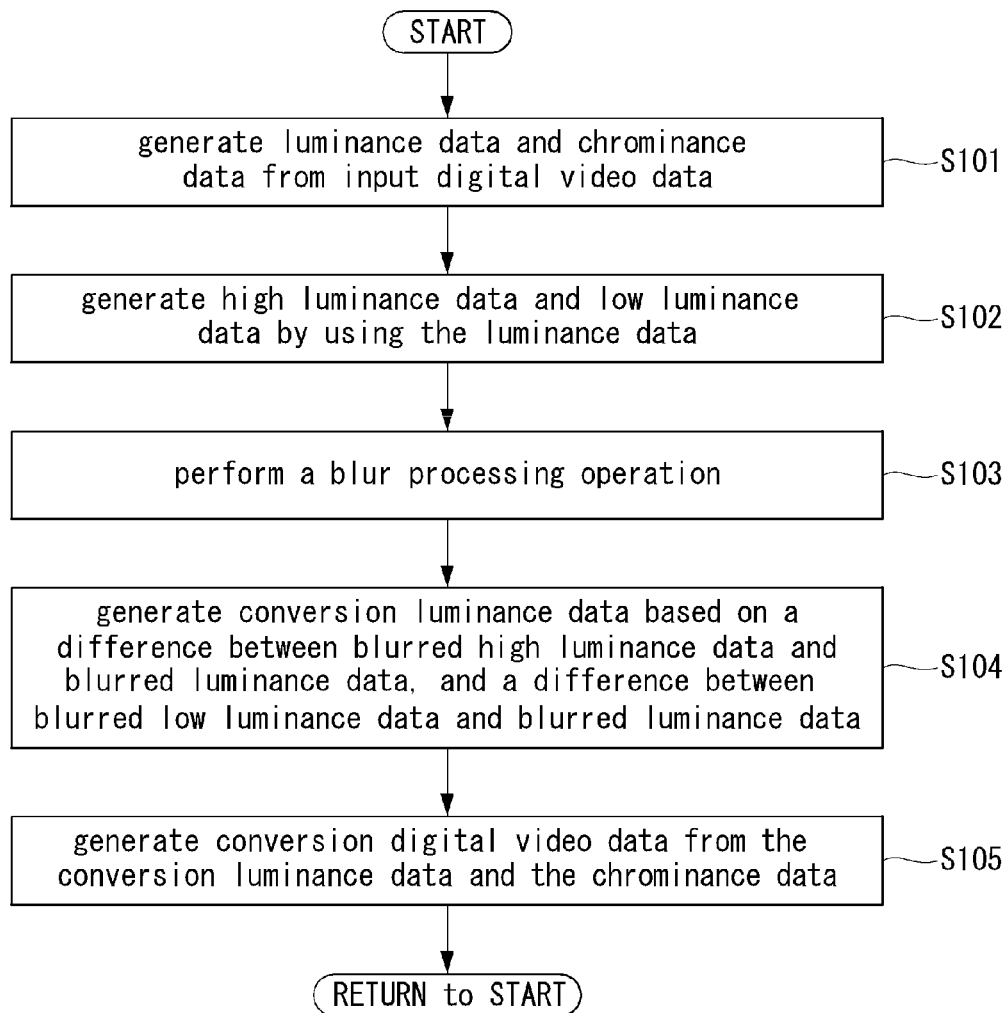 START
generate luminance data and chrominance
data from input digital video data
S101
generate high luminance data and low luminance
data by using the luminance data
S102
perform a blur processing operation
S103
generate conversion luminance data based on a
difference between blurred high luminance data and
blurred luminance data, and a difference between
blurred low luminance data and blurred luminance data
S104
generate conversion digital video data from the
conversion luminance data and the chrominance data
S105
RETURN to START